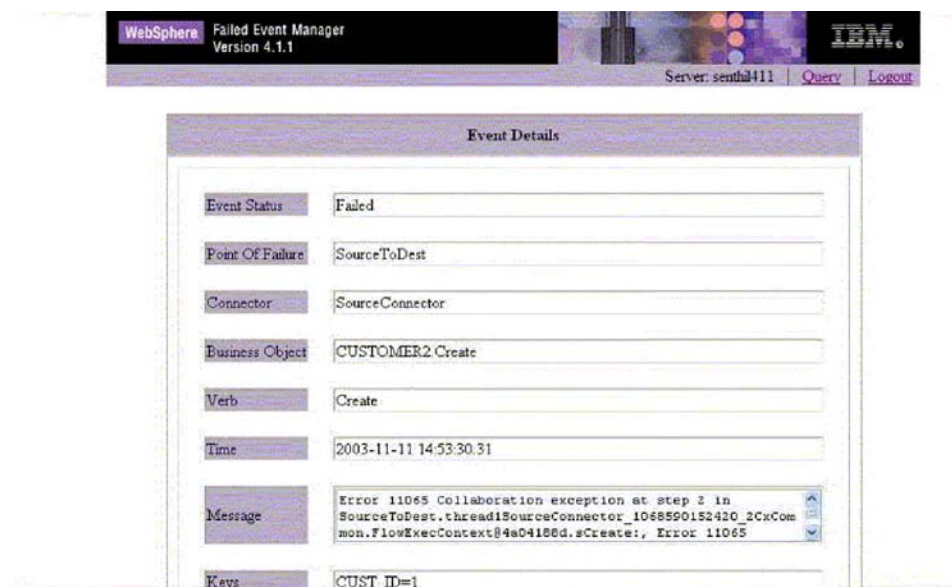 WebSphere Failed Event Manager
Version 4.1.1
IBM.
Server: senthil411 | Query | Logout
Event Details
Event Status Failed
Point Of Failure SourceToDest
Connector SourceConnector
Business Object CUSTOMER2.Create
Verb Create
Time 2003-11-11 14:53:30.31
Message Error 11065 Collaboration exception at step 2 in
SourceToDest.thread1SourceConnector_1068590152420_2CxCom
mon.FlowExecContext@4a04188d.sCreate:, Error 11065
Keys CUST_ID=1